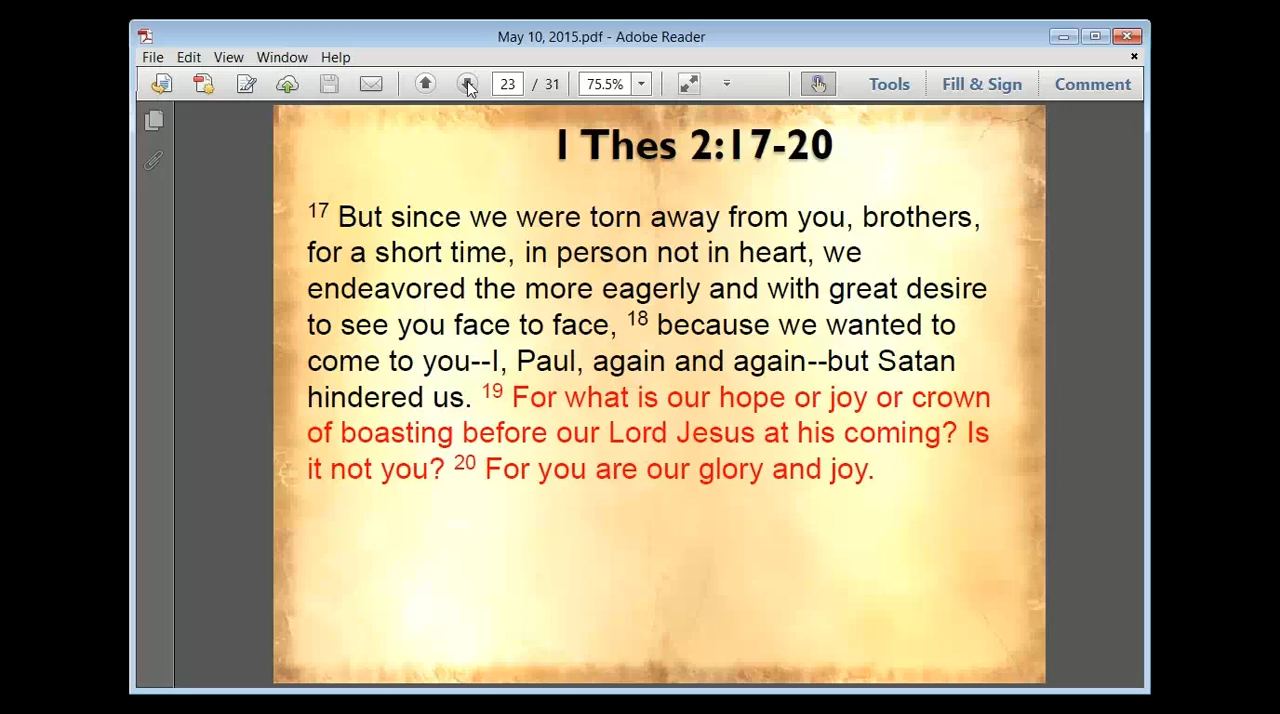 May 10, 2015.pdf - Adobe Reader
File Edit View Window Help
23 / 31 75.5% Tools Fill & Sign Comment
I Thes 2:17-20
17 But since we were torn away from you, brothers,
for a short time, in person not in heart, we
endeavored the more eagerly and with great desire
to see you face to face, 18 because we wanted to
come to you--I, Paul, again and again--but Satan
hindered us. 19 For what is our hope or joy or crown
of boasting before our Lord Jesus at his coming? Is
it not you? 20 For you are our glory and joy.